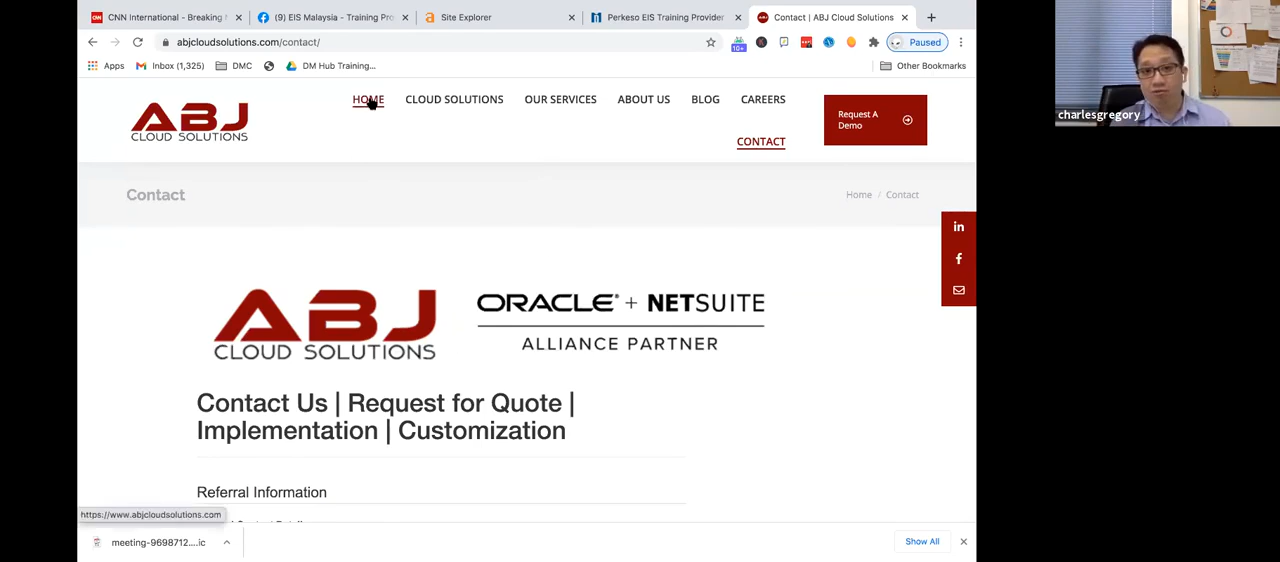 CNN International - Breaking N
(9) EIS Malaysia - Training Pro
Site Explorer
Perkeso EIS Training Provider
Contact | ABJ Cloud Solutions
abjcloudsolutions.com/contact/
10+
Paused
Apps
Inbox (1,325)
DMC
DM Hub Training...
Other Bookmarks
ABJ
CLOUD SOLUTIONS
HOME
CLOUD SOLUTIONS
OUR SERVICES
ABOUT US
BLOG
CAREERS
CONTACT
Request A
Demo
Contact
Home / Contact
in
f
ABJ
CLOUD SOLUTIONS
ORACLE® + NETSUITE
ALLIANCE PARTNER
Contact Us | Request for Quote |
Implementation | Customization
Referral Information
https://www.abjcloudsolutions.com
meeting-9698712....ic
Show All
charlesgregory